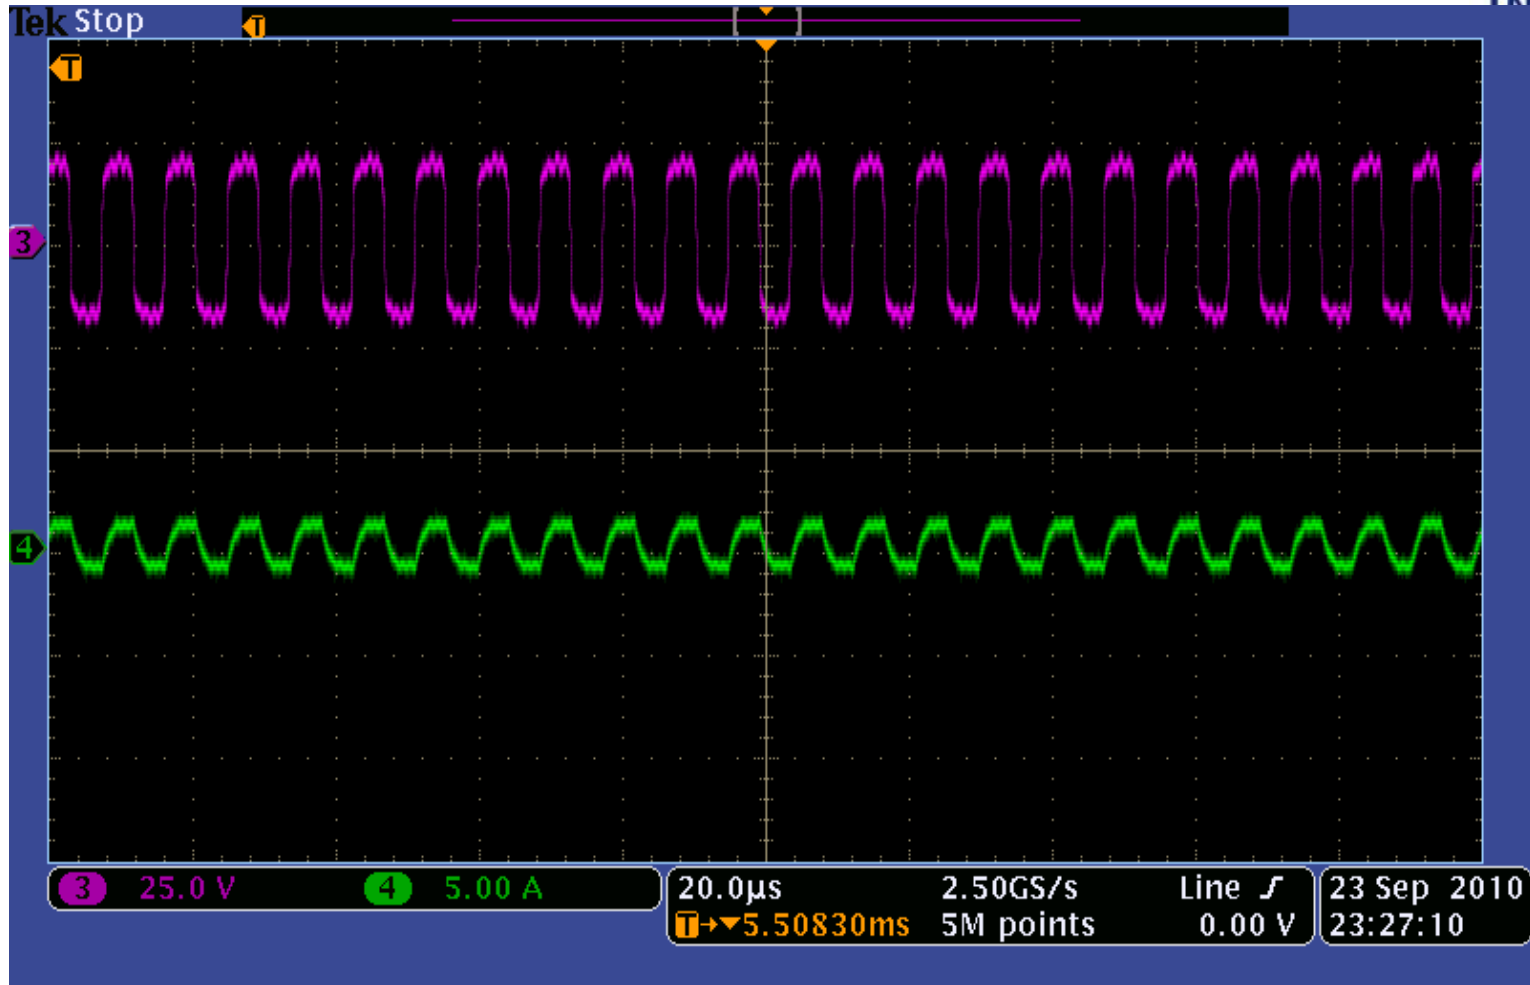 Tek Stop
T
T
3
4
3 25.0 V 4 5.00 A
20.0µs 2.50GS/s Line ʃ
T→▼5.50830ms 5M points 0.00 V
23 Sep 2010
23:27:10